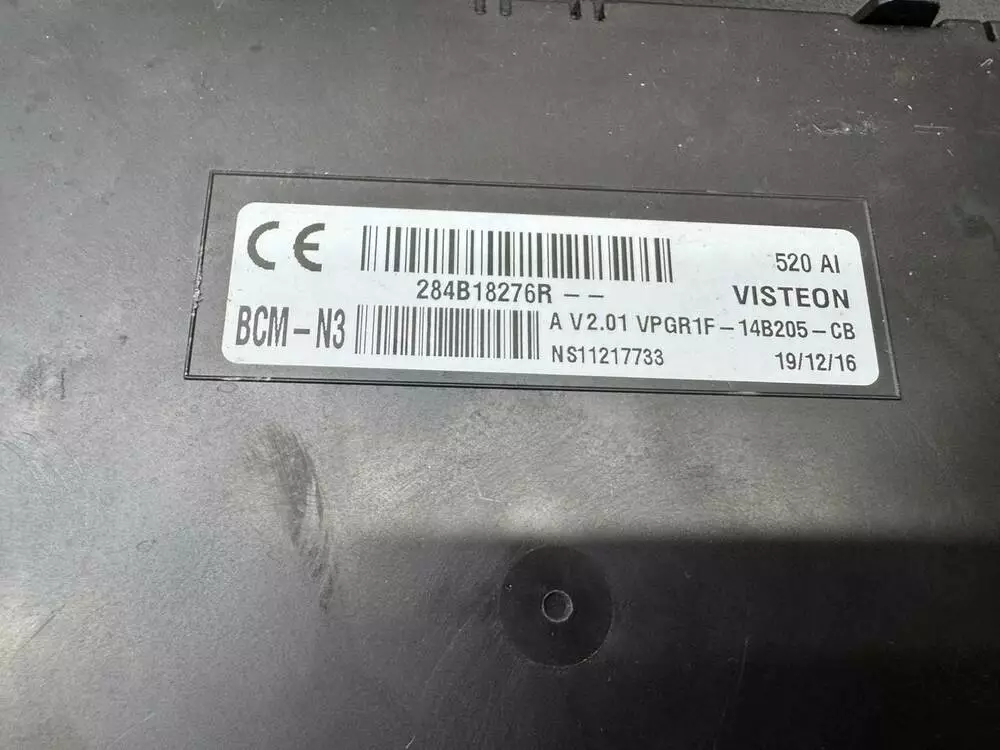 CE
520 AI
284B18276R --
VISTEON
BCM-N3
A V2.01 VPGR1F-14B205-CB
NS11217733
19/12/16